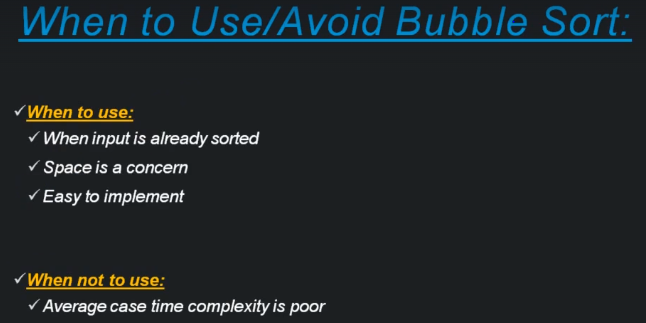 When to Use/Avoid Bubble Sort:
✓When to use:
✓When input is already sorted
✓Space is a concern
✓Easy to implement
✓When not to use:
✓Average case time complexity is poor